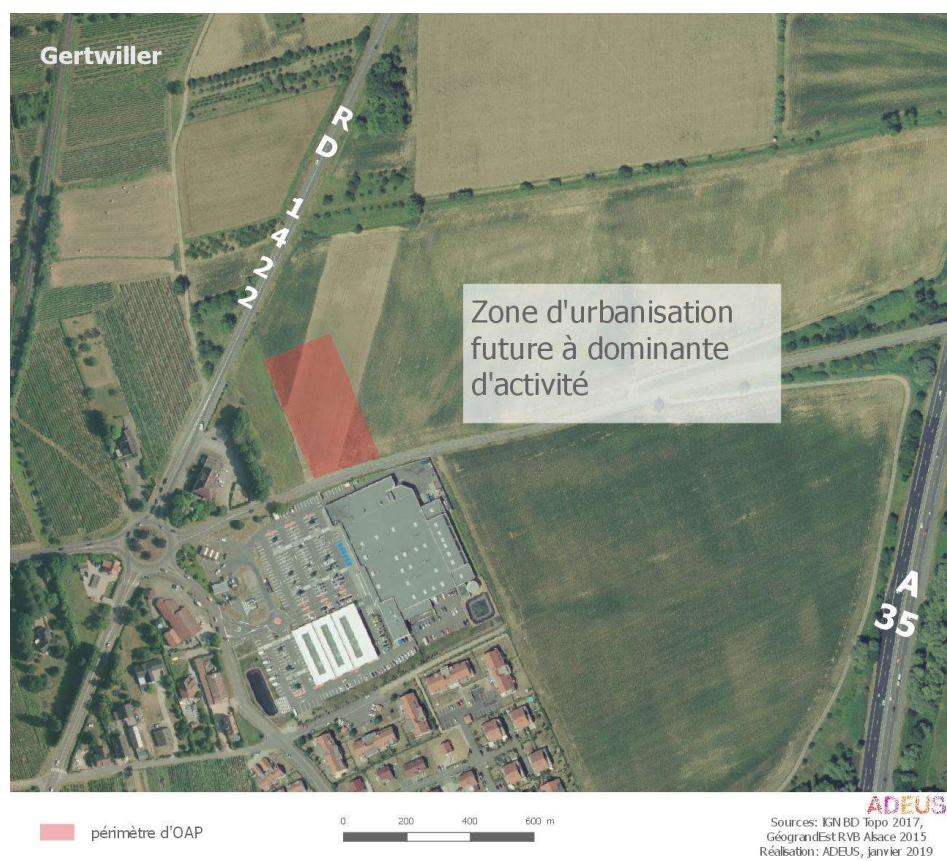 Gertwiller
RD 1422
Zone d'urbanisation
future à dominante
d'activité
A
35
périmètre d'OAP
0 200 400 600 m
ADEUS
Sources: IGN BD Topo 2017,
GéograndEst RVB Alsace 2015
Réalisation: ADEUS, janvier 2019